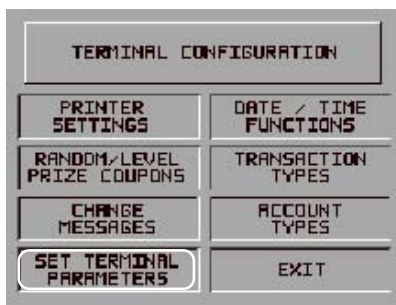 TERMINAL CONFIGURATION
PRINTER
SETTINGS
DATE / TIME
FUNCTIONS
RANDOM/LEVEL
PRIZE COUPONS
TRANSACTION
TYPES
CHANGE
MESSAGES
ACCOUNT
TYPES
SET TERMINAL
PARAMETERS
EXIT